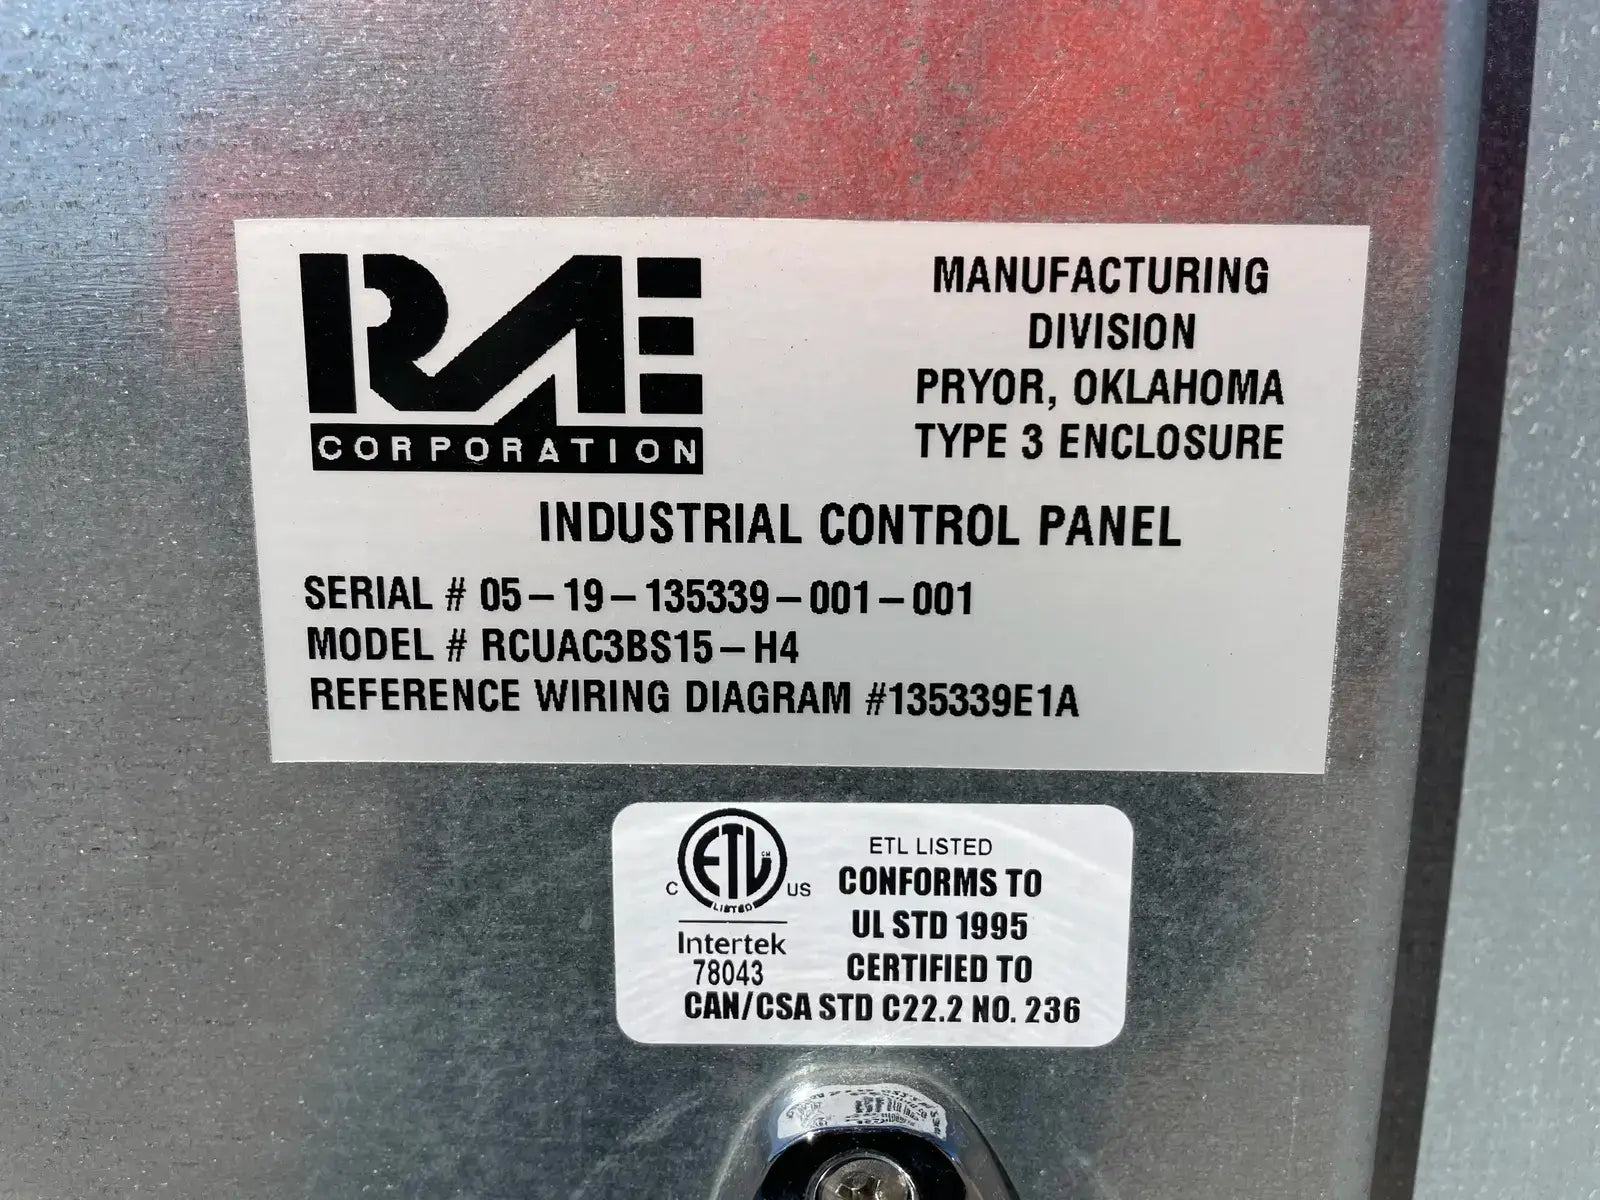 RAE
CORPORATION
MANUFACTURING
DIVISION
PRYOR, OKLAHOMA
TYPE 3 ENCLOSURE
INDUSTRIAL CONTROL PANEL
SERIAL # 05-19-135339-001-001
MODEL # RCUAC3BS15-H4
REFERENCE WIRING DIAGRAM #135339E1A
C ETL CM US
LISTED
Intertek
78043
ETL LISTED
CONFORMS TO
UL STD 1995
CERTIFIED TO
CAN/CSA STD C22.2 NO. 236